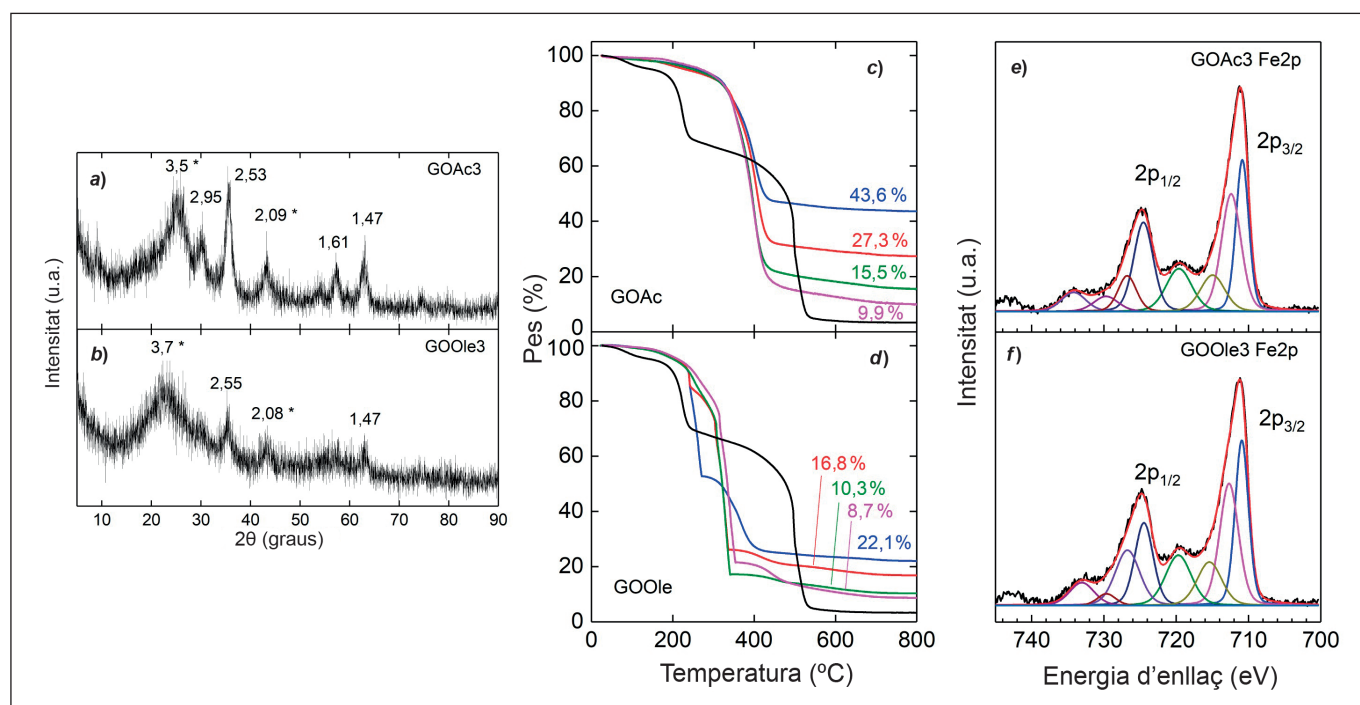 a)
GOAc3
3,5 *
2,95
2,53
2,09 *
1,61
1,47
b)
GOOle3
3,7 *
2,55
2,08 *
1,47
Intensitat (u.a.)
10 20 30 40 50 60 70 80 90
2θ (graus)
c)
GOAc
43,6 %
27,3 %
15,5 %
9,9 %
100
80
60
40
20
0
d)
GOOle
16,8 %
10,3 %
8,7 %
22,1 %
100
80
60
40
20
0
Pes (%)
0 200 400 600 800
Temperatura (ºC)
e)
GOAc3 Fe2p
2p1/2
2p3/2
f)
GOOle3 Fe2p
2p1/2
2p3/2
Intensitat (u.a.)
740 730 720 710 700
Energia d’enllaç (eV)